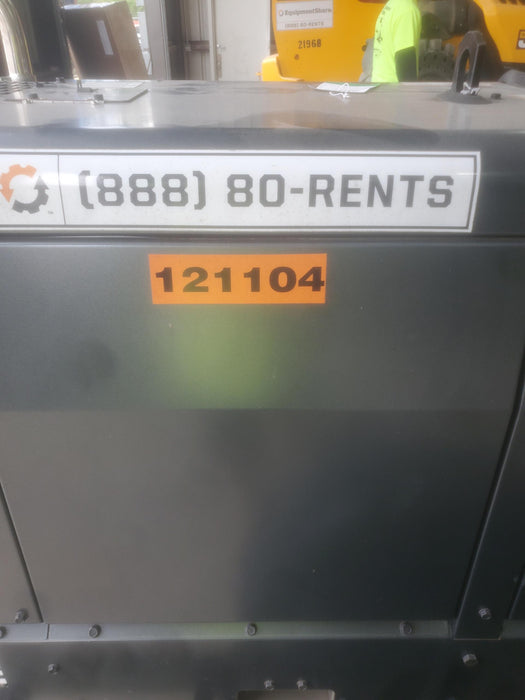 EquipmentShare
(888) 80-RENTS
21968
(888) 80-RENTS
121104